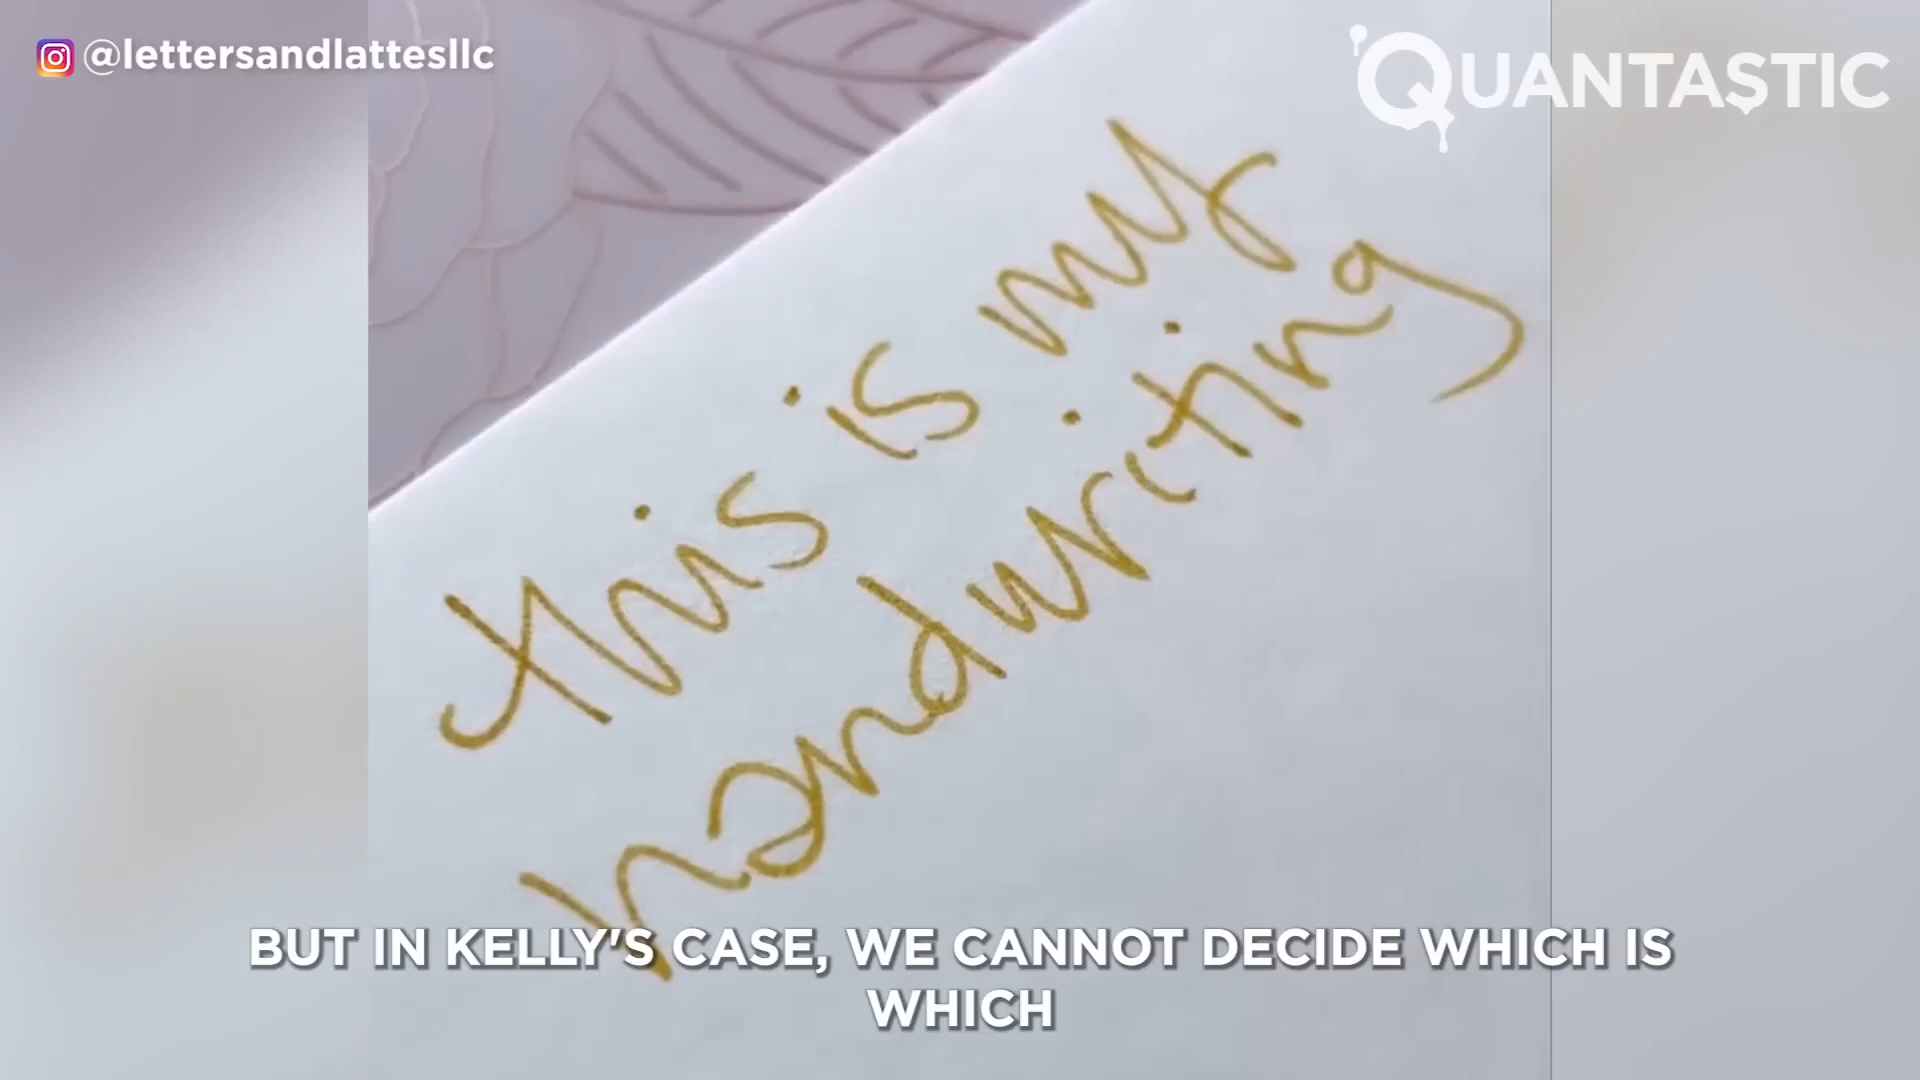 @lettersandlattesllc
QUANTASTIC
this is my
handwriting
BUT IN KELLY'S CASE, WE CANNOT DECIDE WHICH IS
WHICH